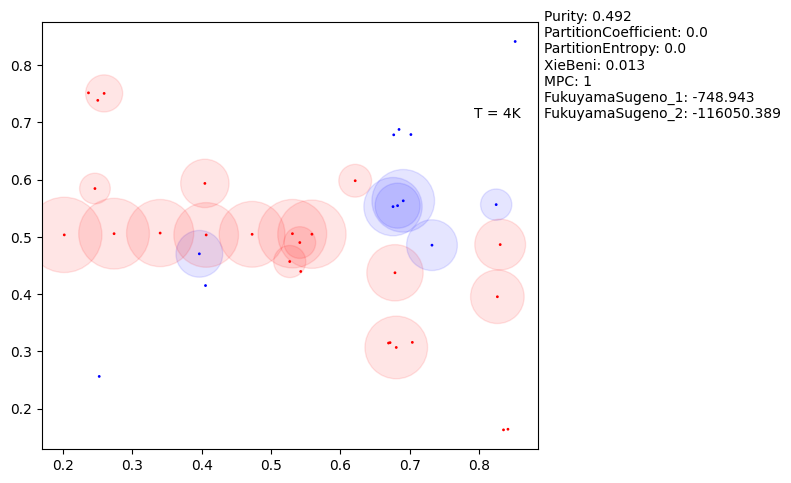 Purity: 0.492
PartitionCoefficient: 0.0
PartitionEntropy: 0.0
XieBeni: 0.013
MPC: 1
FukuyamaSugeno_1: -748.943
FukuyamaSugeno_2: -116050.389
T = 4K
0.8
0.7
0.6
0.5
0.4
0.3
0.2
0.2 0.3 0.4 0.5 0.6 0.7 0.8